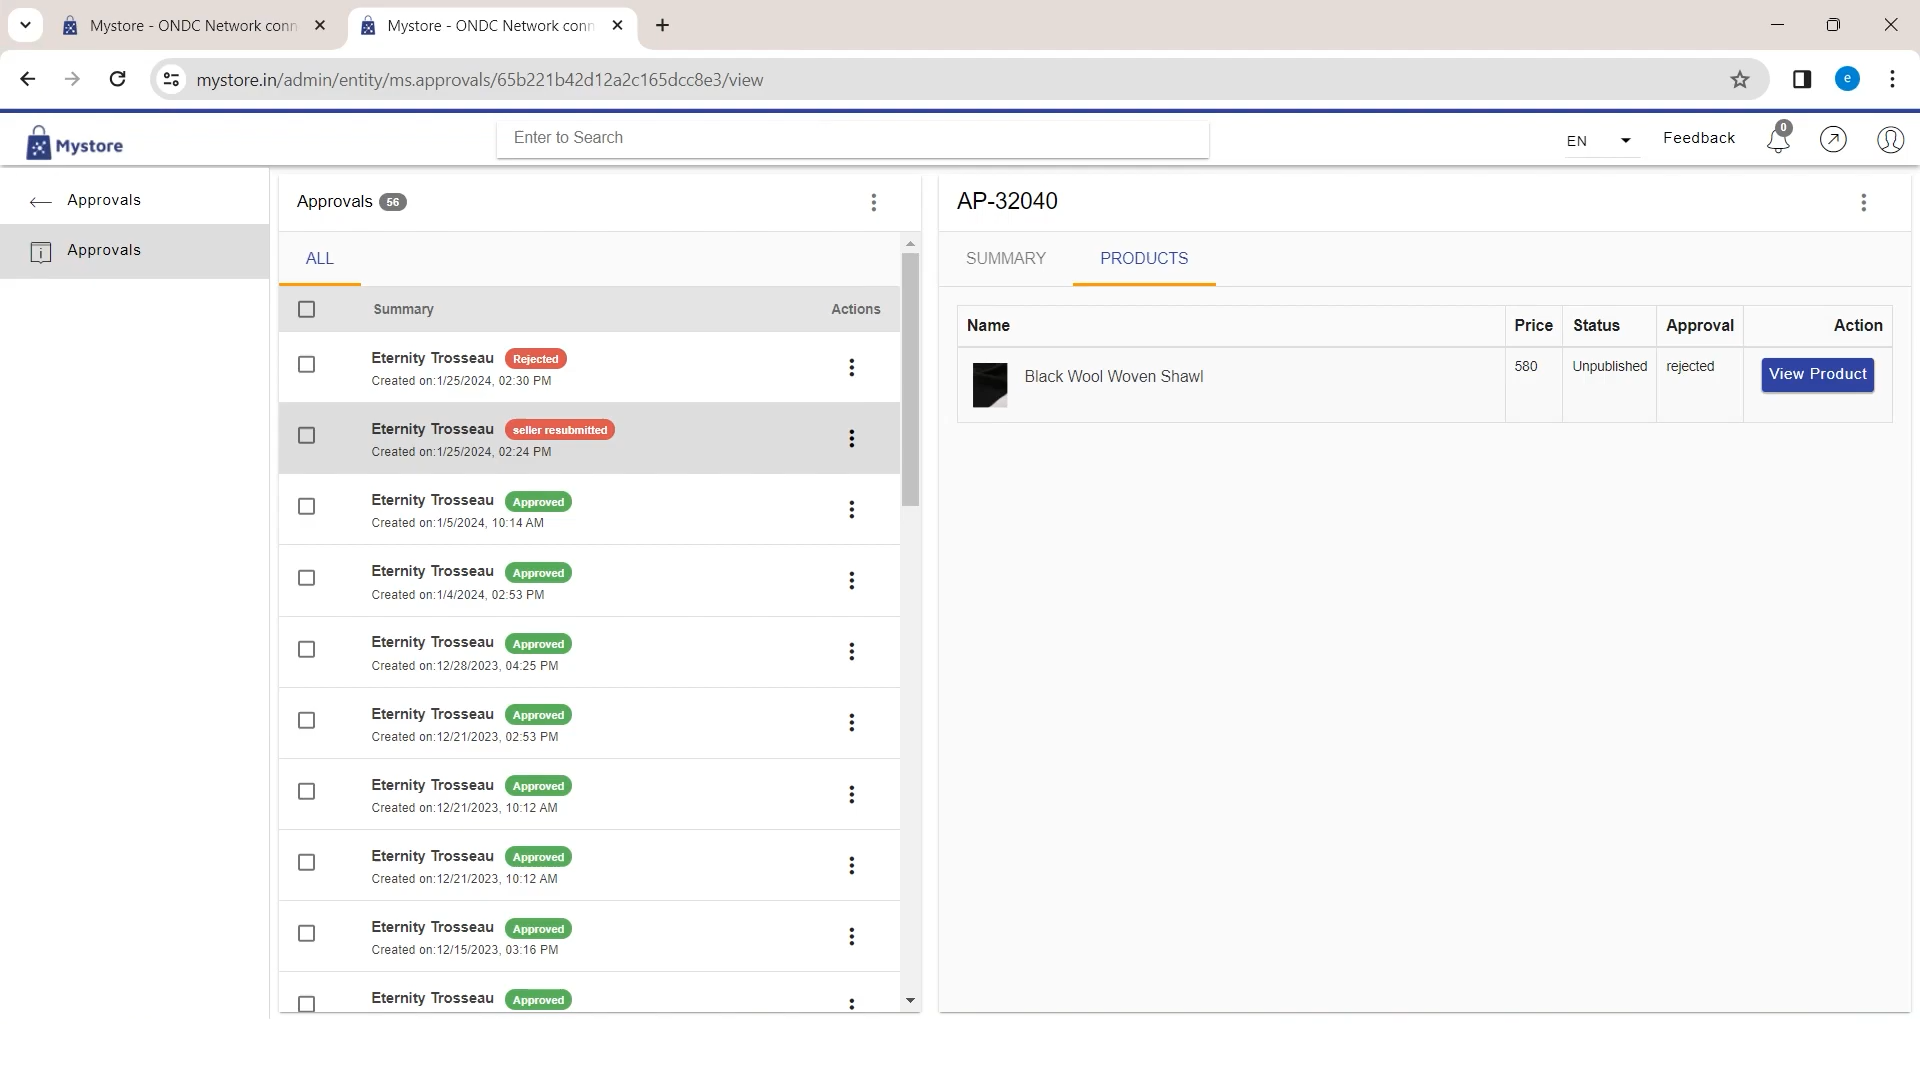 Mystore - ONDC Network conn
Mystore - ONDC Network conn
mystore.in/admin/entity/ms.approvals/65b221b42d12a2c165dcc8e3/view
e
Mystore
Enter to Search
EN
Feedback
0
Approvals
Approvals
Approvals 56
ALL
Summary Actions
Eternity Trosseau Rejected
Created on:1/25/2024, 02:30 PM
Eternity Trosseau seller resubmitted
Created on:1/25/2024, 02:24 PM
Eternity Trosseau Approved
Created on:1/5/2024, 10:14 AM
Eternity Trosseau Approved
Created on:1/4/2024, 02:53 PM
Eternity Trosseau Approved
Created on:12/28/2023, 04:25 PM
Eternity Trosseau Approved
Created on:12/21/2023, 02:53 PM
Eternity Trosseau Approved
Created on:12/21/2023, 10:12 AM
Eternity Trosseau Approved
Created on:12/21/2023, 10:12 AM
Eternity Trosseau Approved
Created on:12/15/2023, 03:16 PM
Eternity Trosseau Approved
AP-32040
SUMMARY PRODUCTS
Name Price Status Approval Action
Black Wool Woven Shawl 580 Unpublished rejected View Product